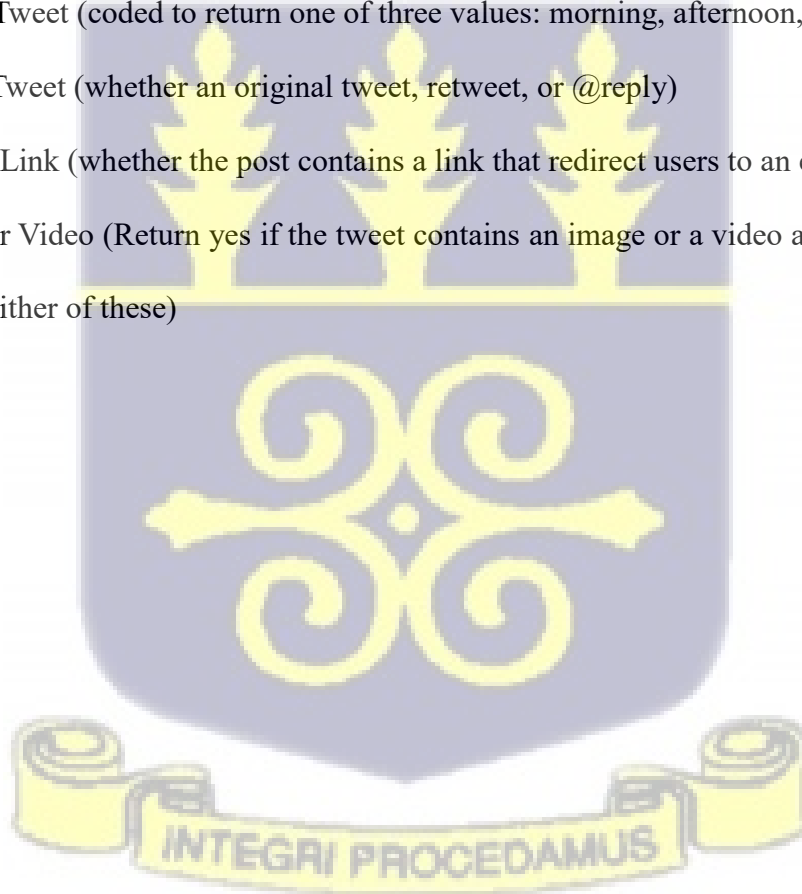 Tweet (coded to return one of three values: morning, afternoon,
Tweet (whether an original tweet, retweet, or @reply)
Link (whether the post contains a link that redirect users to an
r Video (Return yes if the tweet contains an image or a video a
ither of these)
INTEGRI PROCEDAMUS